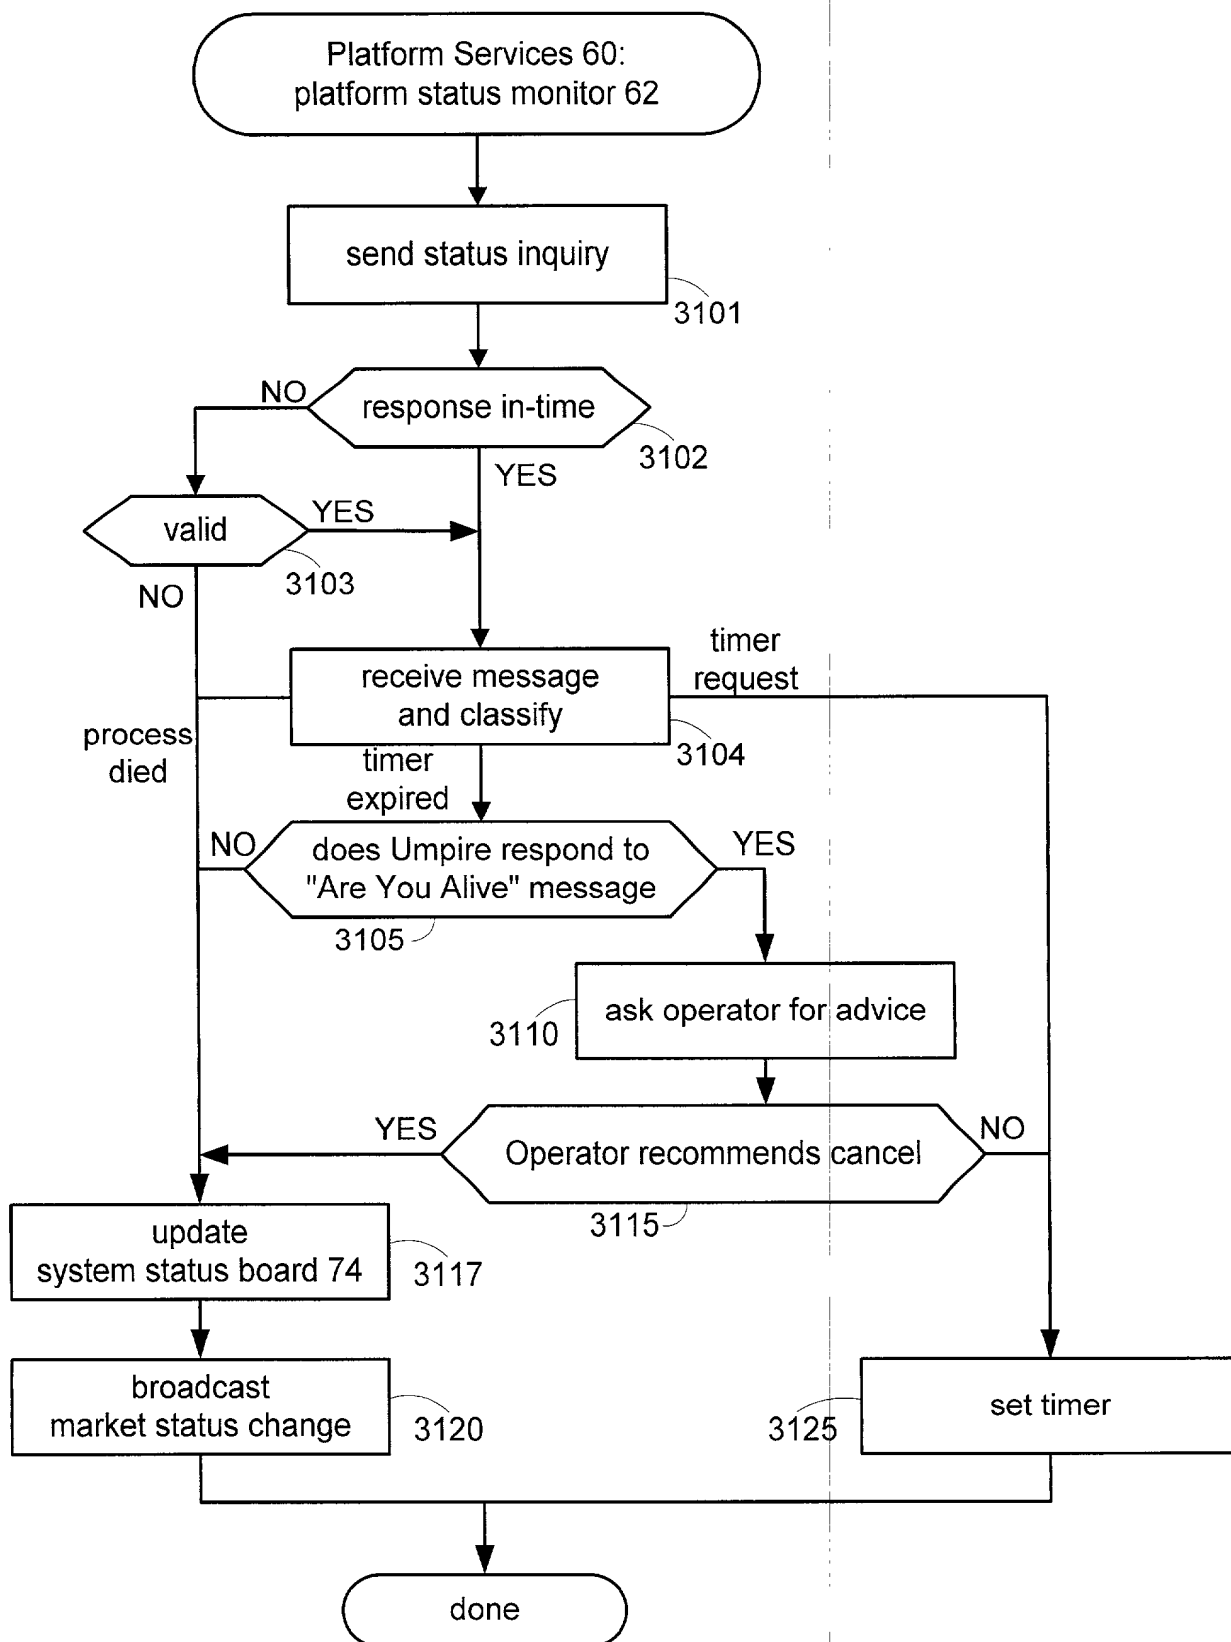 Platform Services 60:
platform status monitor 62
send status inquiry
3101
NO
response in-time
3102
YES
valid
YES
3103
NO
timer
request
receive message
and classify
3104
process
died
timer
expired
NO
does Umpire respond to
"Are You Alive" message
YES
3105
ask operator for advice
3110
YES
Operator recommends cancel
NO
3115
update
system status board 74
3117
broadcast
market status change
3120
set timer
3125
done